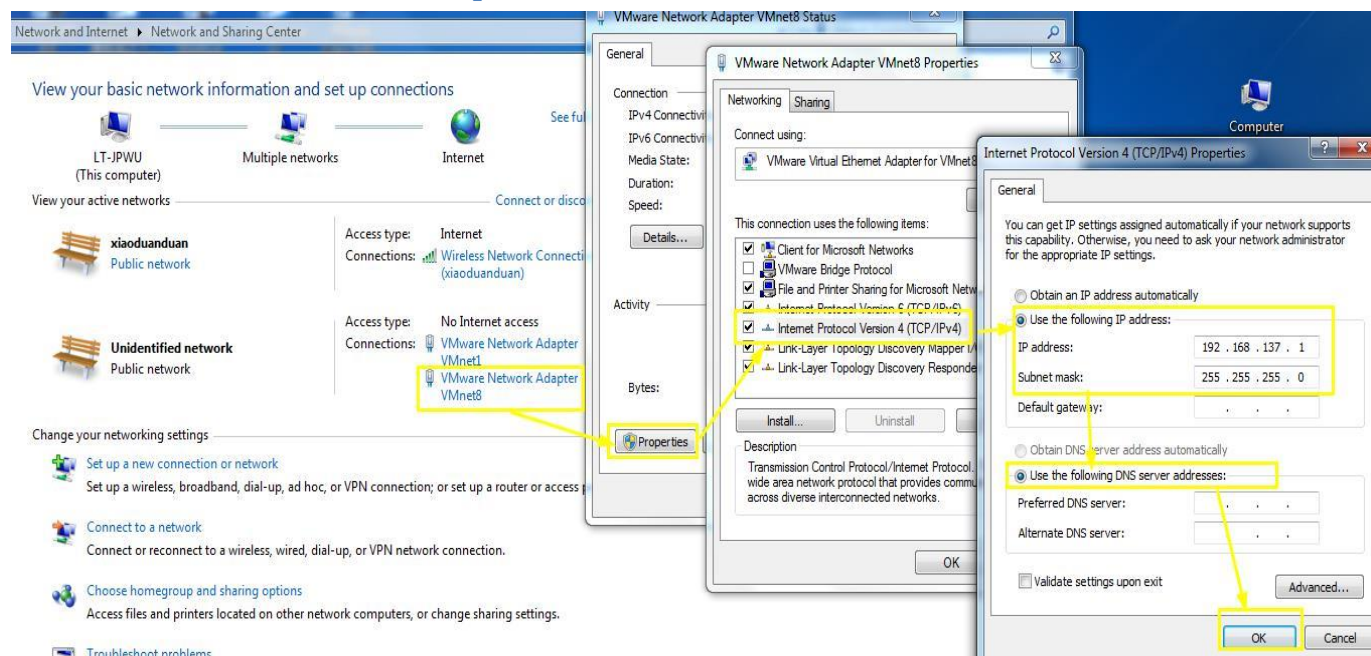 Network and Internet ▸ Network and Sharing Center
View your basic network information and set up connections
See ful
LT-JPWU
(This computer)
Multiple networks
Internet
View your active networks
Connect or disco
xiaoduanduan
Public network
Access type: Internet
Connections: Wireless Network Connecti
(xiaoduanduan)
Unidentified network
Public network
Access type: No Internet access
Connections: VMware Network Adapter
VMnet1
VMware Network Adapter
VMnet8
Change your networking settings
Set up a new connection or network
Set up a wireless, broadband, dial-up, ad hoc, or VPN connection; or set up a router or access p
Connect to a network
Connect or reconnect to a wireless, wired, dial-up, or VPN network connection.
Choose homegroup and sharing options
Access files and printers located on other network computers, or change sharing settings.
Troubleshoot problems
VMware Network Adapter VMnet8 Status
General
Connection
IPv4 Connectivi
IPv6 Connectivi
Media State:
Duration:
Speed:
Details...
Activity
Bytes:
Properties
VMware Network Adapter VMnet8 Properties
Networking
Sharing
Connect using:
VMware Virtual Ethernet Adapter for VMnet8
This connection uses the following items:
Client for Microsoft Networks
VMware Bridge Protocol
File and Printer Sharing for Microsoft Netw
Internet Protocol Version 6 (TCP/IPv6)
Internet Protocol Version 4 (TCP/IPv4)
Link-Layer Topology Discovery Mapper I/
Link-Layer Topology Discovery Responde
Install...
Uninstall
Description
Transmission Control Protocol/Internet Protocol.
wide area network protocol that provides commu
across diverse interconnected networks.
OK
Computer
Internet Protocol Version 4 (TCP/IPv4) Properties
General
You can get IP settings assigned automatically if your network supports
this capability. Otherwise, you need to ask your network administrator
for the appropriate IP settings.
Obtain an IP address automatically
Use the following IP address:
IP address: 192 . 168 . 137 . 1
Subnet mask: 255 . 255 . 255 . 0
Default gateway: . . .
Obtain DNS server address automatically
Use the following DNS server addresses:
Preferred DNS server: . . .
Alternate DNS server: . . .
Validate settings upon exit
Advanced...
OK
Cancel